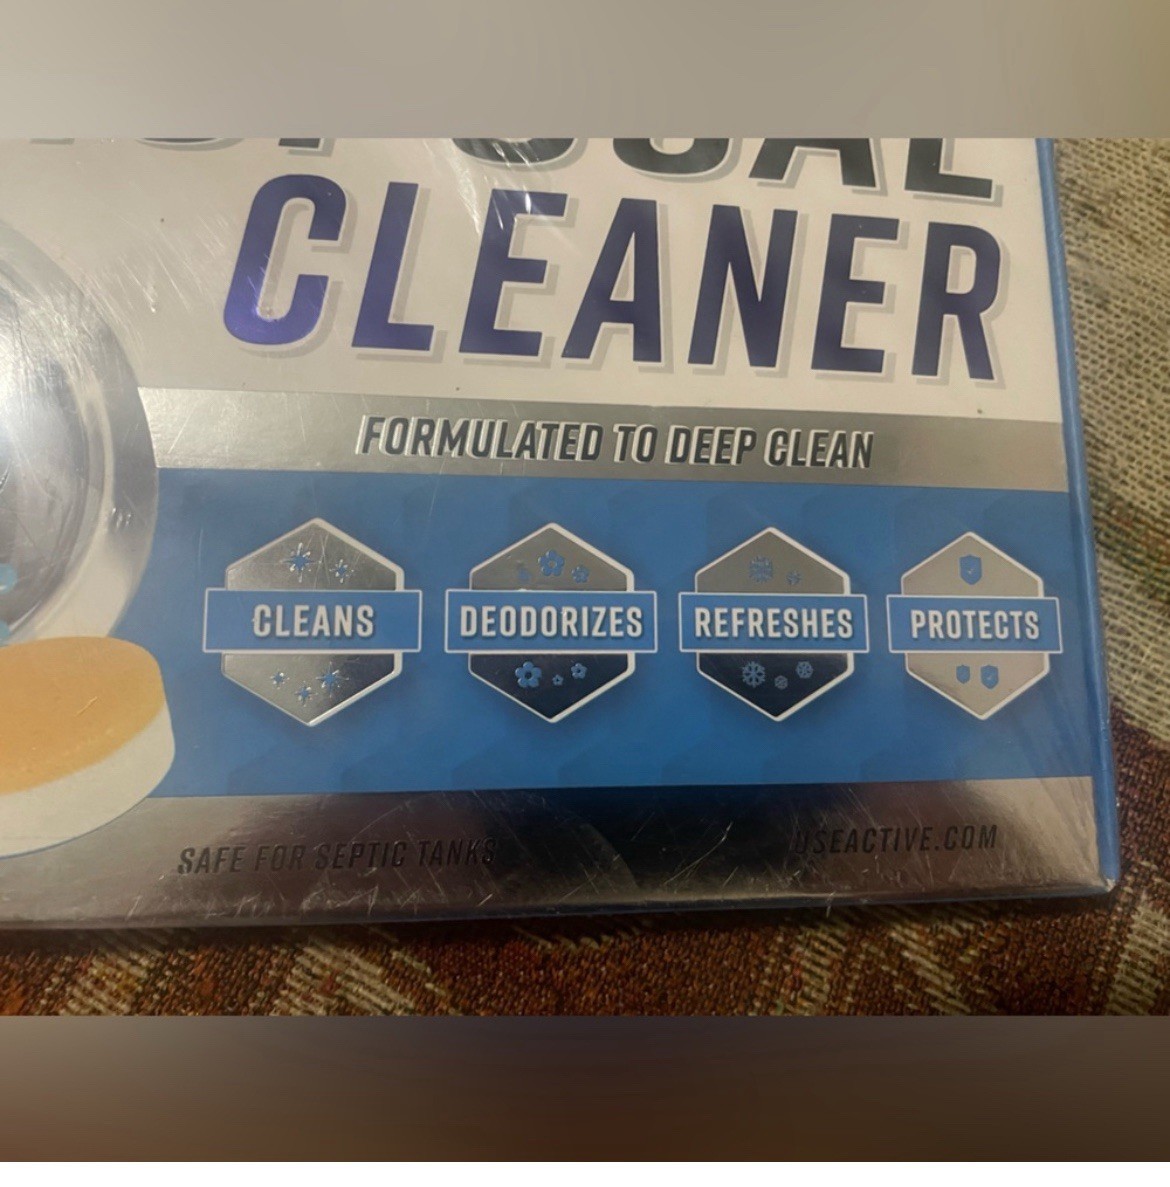 CLEANER
FORMULATED TO DEEP CLEAN
CLEANS
DEODORIZES
REFRESHES
PROTECTS
SAFE FOR SEPTIC TANKS
USEACTIVE.COM